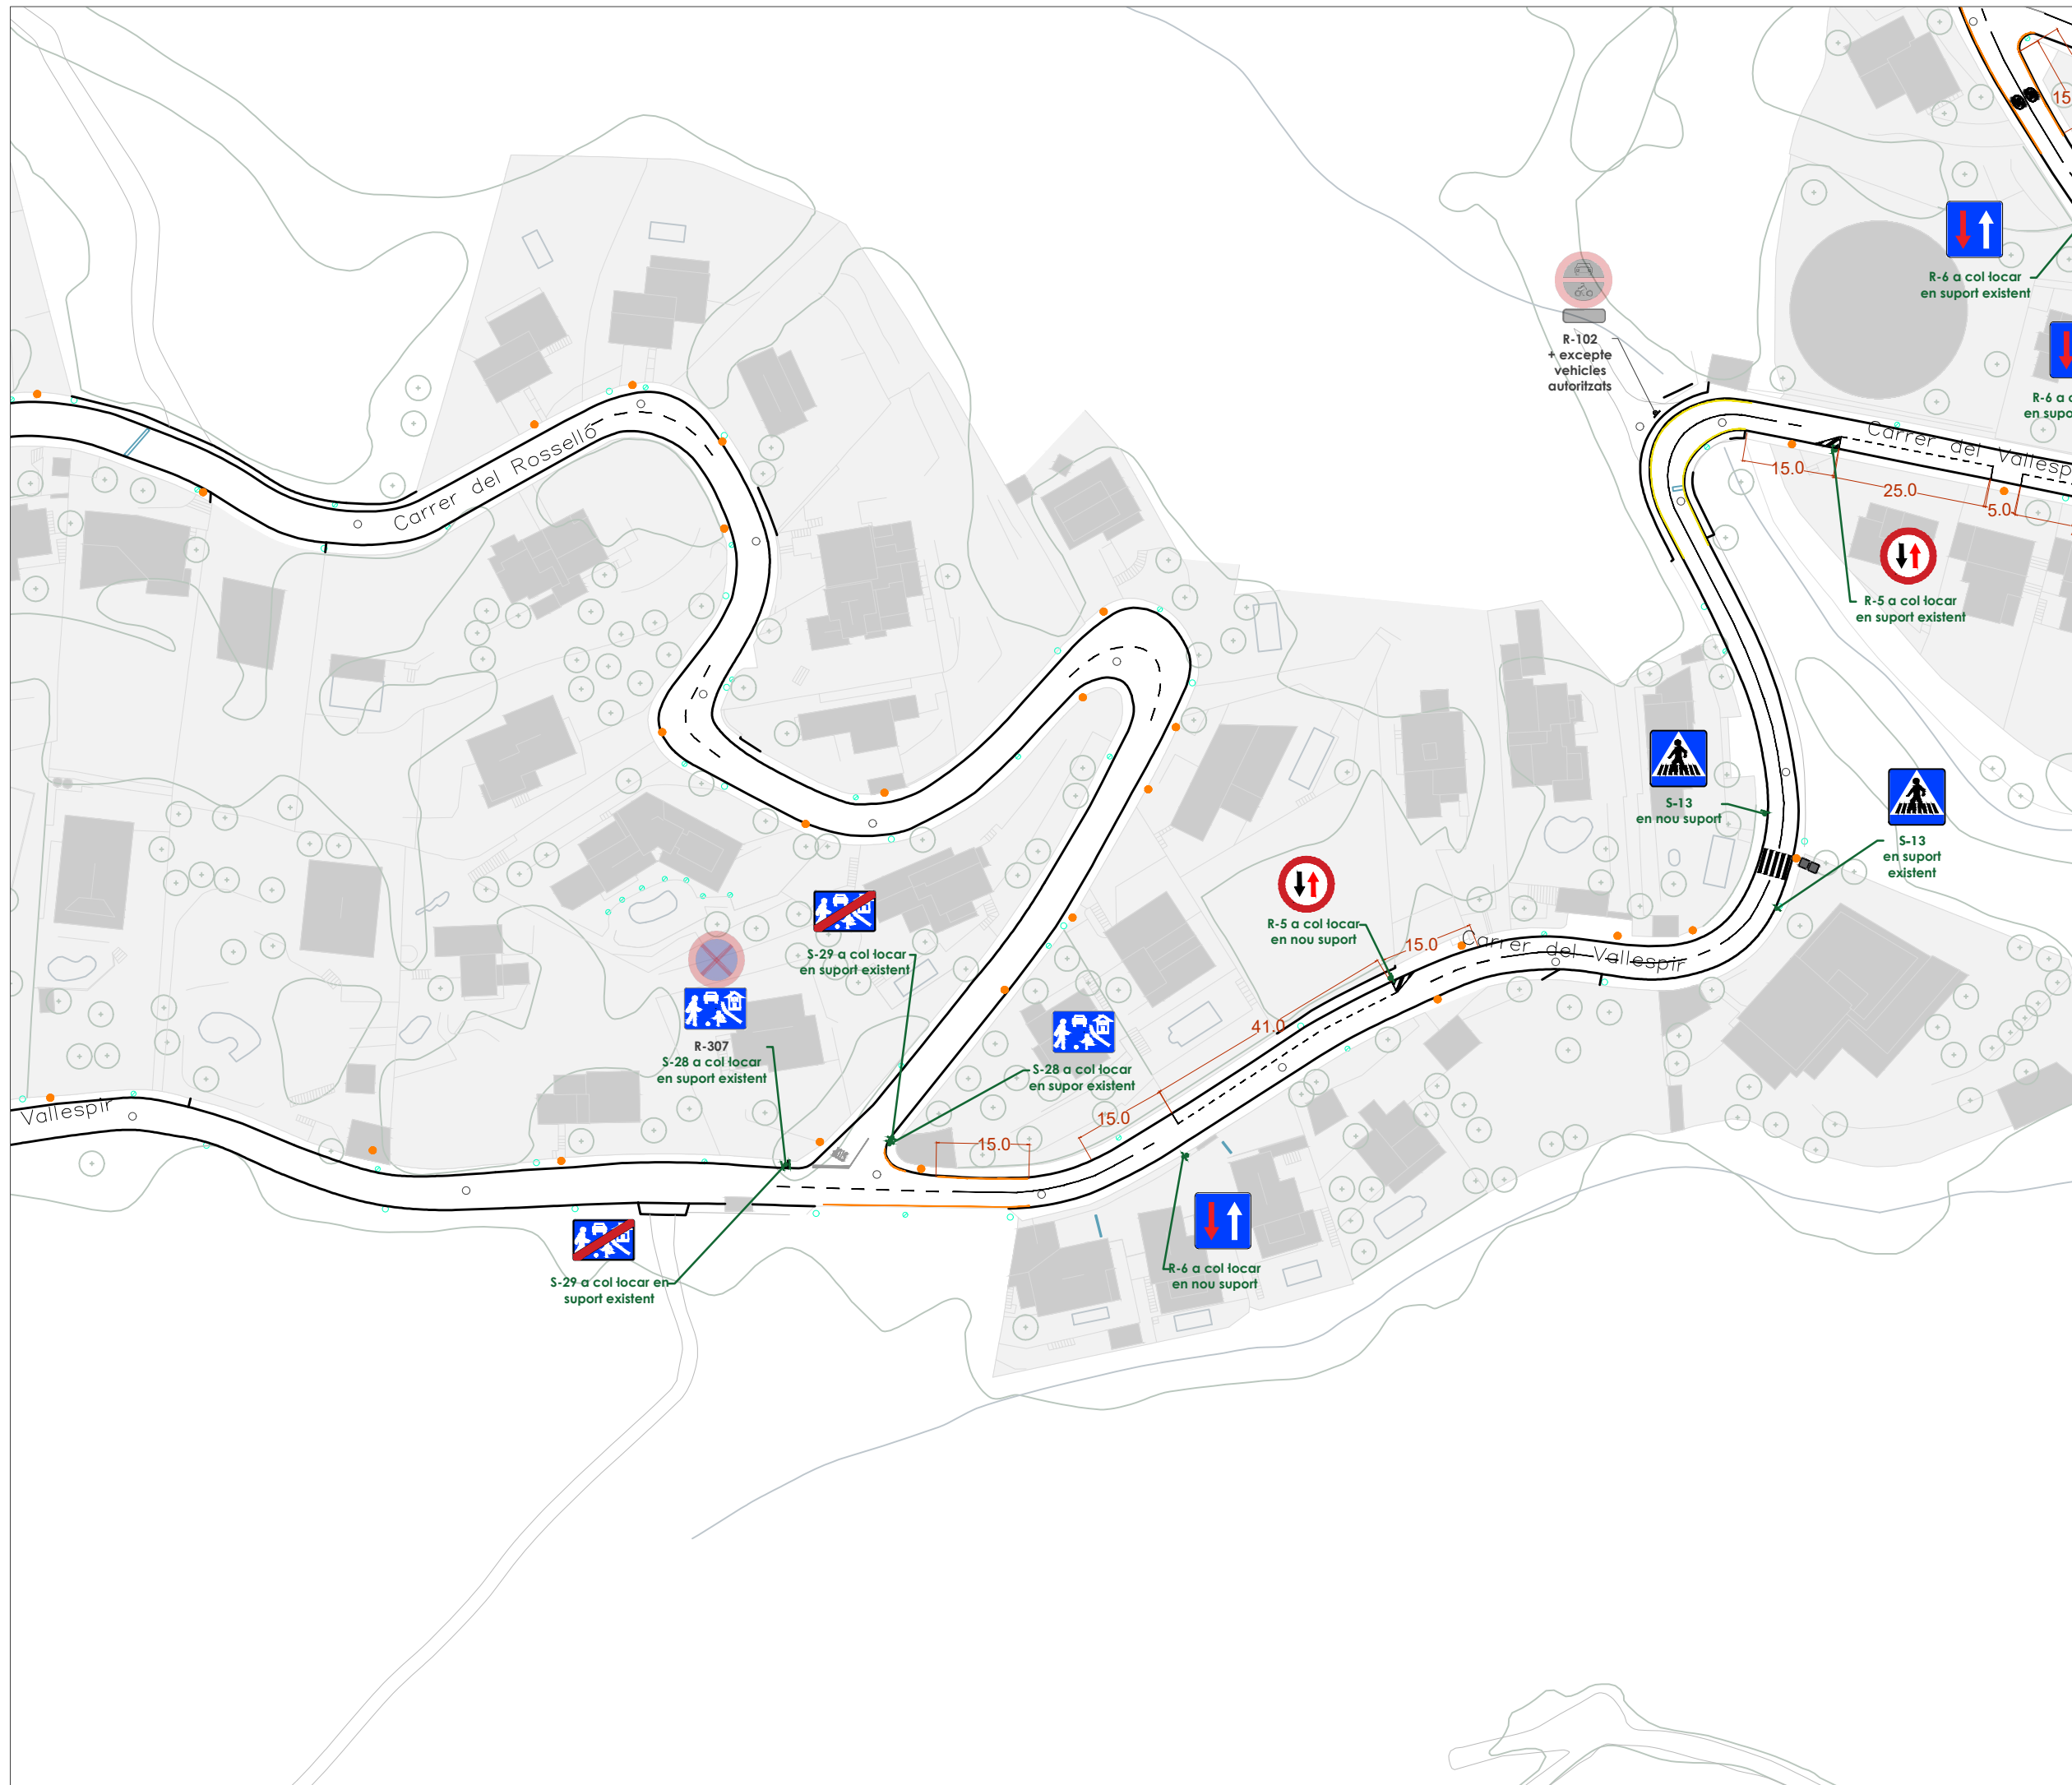 15
R-6 a col·locar
en suport existent
R-102
+ excepte
vehicles
autoritzats
R-6 a c
en supo
Carrer del Vallesp
15.0
25.0
5.0
Carrer del Rosselló
R-5 a col·locar
en suport existent
S-13
en nou suport
S-13
en suport
existent
R-5 a col·locar
en nou suport
15.0
Carrer del Vallespir
S-29 a col·locar
en suport existent
41.0
R-307
S-28 a col·locar
en suport existent
S-28 a col·locar
en supor existent
Vallespir
15.0
15.0
R-6 a col·locar
en nou suport
S-29 a col·locar en
suport existent